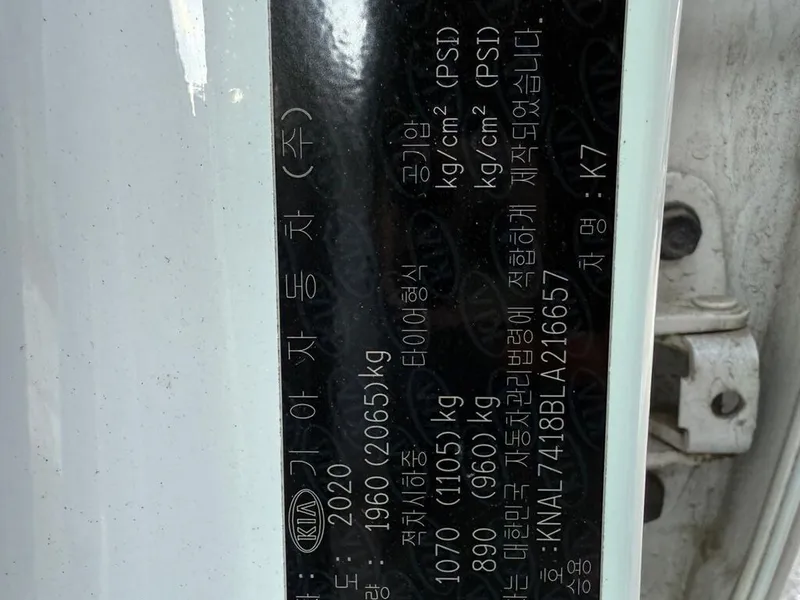 KIA 기아자동차(주)
도: 2020
량: 1960(2065)kg
적차시하중 타이어형식 공기압
1070(1105)kg kg/cm² (PSI)
890 (960)kg kg/cm² (PSI)
는 대한민국 자동차관리법령에 적합하게 제작되었습니다.
호:KNAL7418BLA216657
승용 차 명:K7